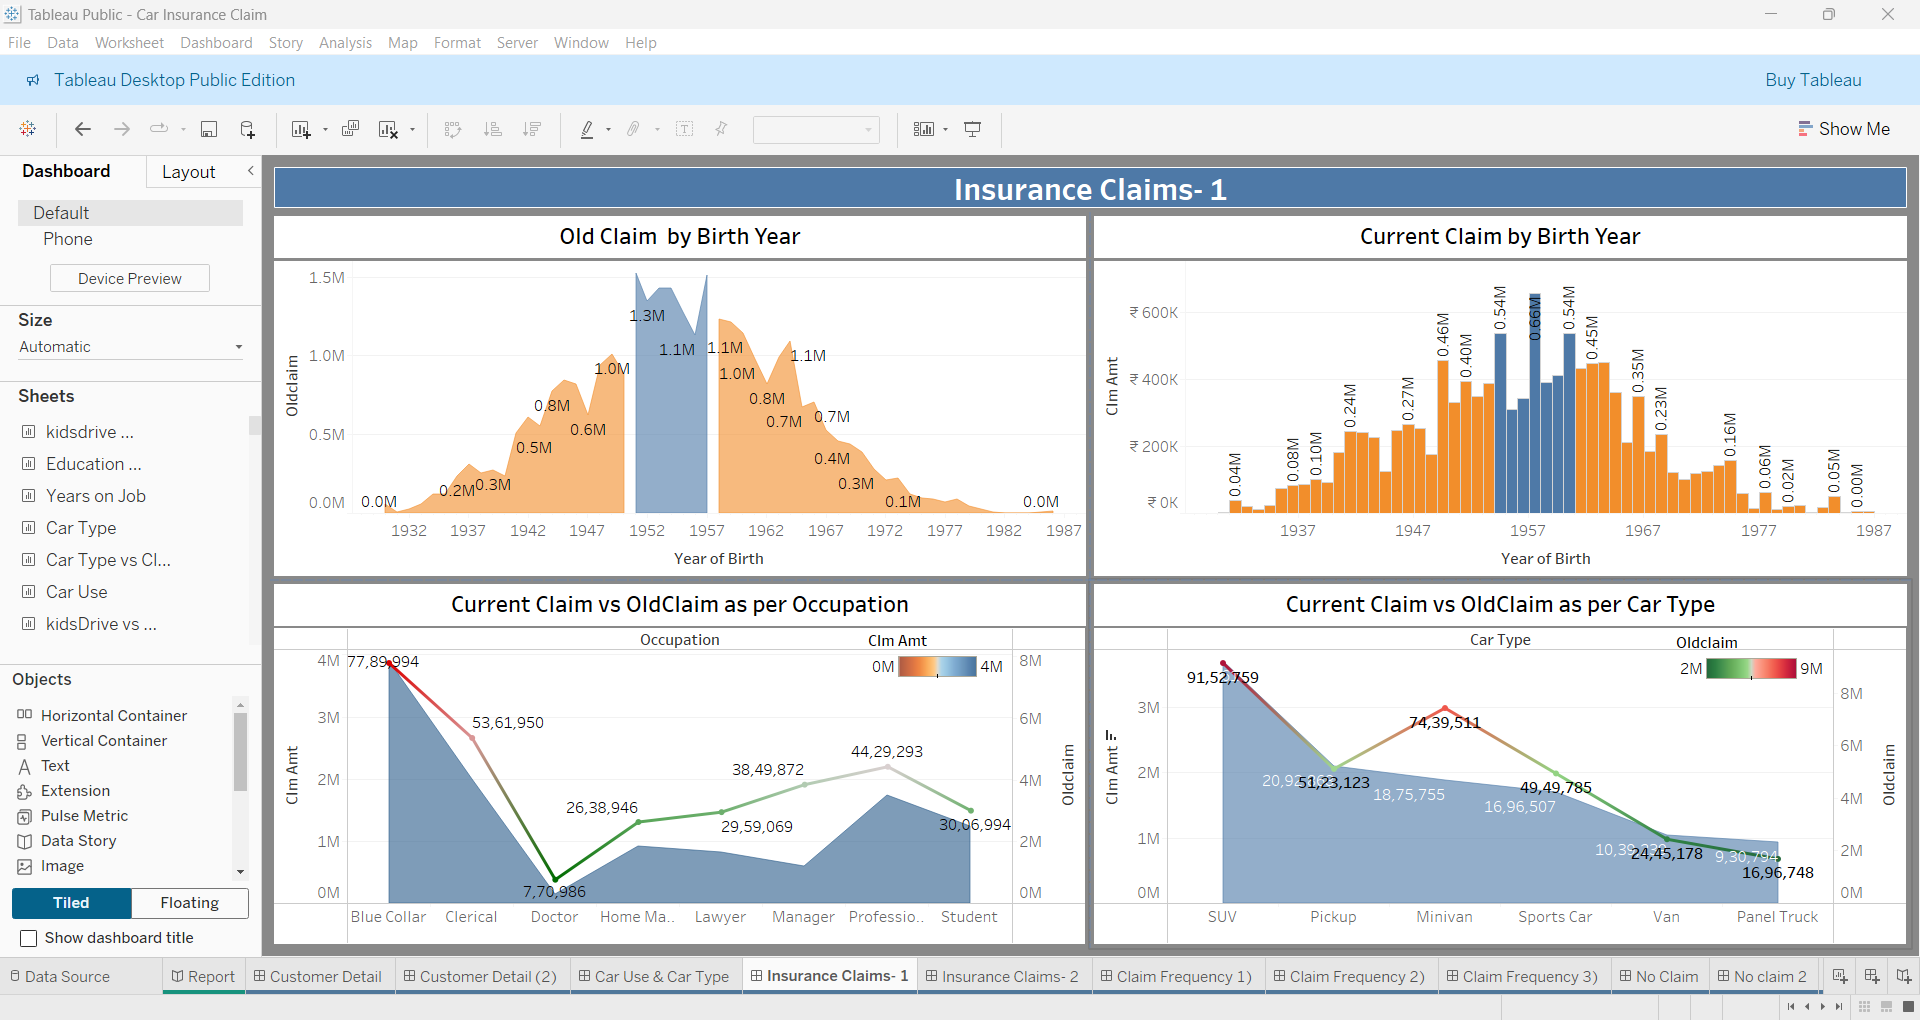 Tableau Public - Car Insurance Claim
File Data Worksheet Dashboard Story Analysis Map Format Server Window Help
Tableau Desktop Public Edition
Buy Tableau
Show Me
Dashboard
Layout
Default
Phone
Device Preview
Size
Automatic
Sheets
kidsdrive ...
Education ...
Years on Job
Car Type
Car Type vs Cl...
Car Use
kidsDrive vs ...
Objects
Horizontal Container
Vertical Container
Text
Extension
Pulse Metric
Data Story
Image
Tiled
Floating
Show dashboard title
Insurance Claims- 1
Old Claim by Birth Year
Oldclaim
1.5M
1.0M
0.5M
0.0M
0.0M
0.2M
0.3M
0.5M
0.8M
0.6M
1.0M
1.3M
1.1M
1.1M
1.0M
0.8M
1.1M
0.7M
0.7M
0.4M
0.3M
0.1M
0.0M
1932 1937 1942 1947 1952 1957 1962 1967 1972 1977 1982 1987
Year of Birth
Current Claim by Birth Year
Clm Amt
₹ 600K
₹ 400K
₹ 200K
₹ 0K
0.04M
0.08M
0.10M
0.24M
0.27M
0.46M
0.40M
0.54M
0.66M
0.54M
0.45M
0.35M
0.23M
0.16M
0.06M
0.02M
0.05M
0.00M
1937 1947 1957 1967 1977 1987
Year of Birth
Current Claim vs OldClaim as per Occupation
Occupation
Clm Amt
0M 4M
Clm Amt
4M
3M
2M
1M
0M
77,89,994
53,61,950
7,70,986
26,38,946
29,59,069
38,49,872
44,29,293
30,06,994
8M
6M
4M
2M
0M
Oldclaim
Blue Collar Clerical Doctor Home Ma.. Lawyer Manager Professio.. Student
Current Claim vs OldClaim as per Car Type
Car Type
Oldclaim
2M 9M
Clm Amt
3M
2M
1M
0M
91,52,759
51,23,123
74,39,511
18,75,755
49,49,785
16,96,507
24,45,178
9,30,794
16,96,748
8M
6M
4M
2M
0M
Oldclaim
SUV Pickup Minivan Sports Car Van Panel Truck
Data Source Report Customer Detail Customer Detail (2) Car Use & Car Type Insurance Claims- 1 Insurance Claims- 2 Claim Frequency 1) Claim Frequency 2) Claim Frequency 3) No Claim No claim 2